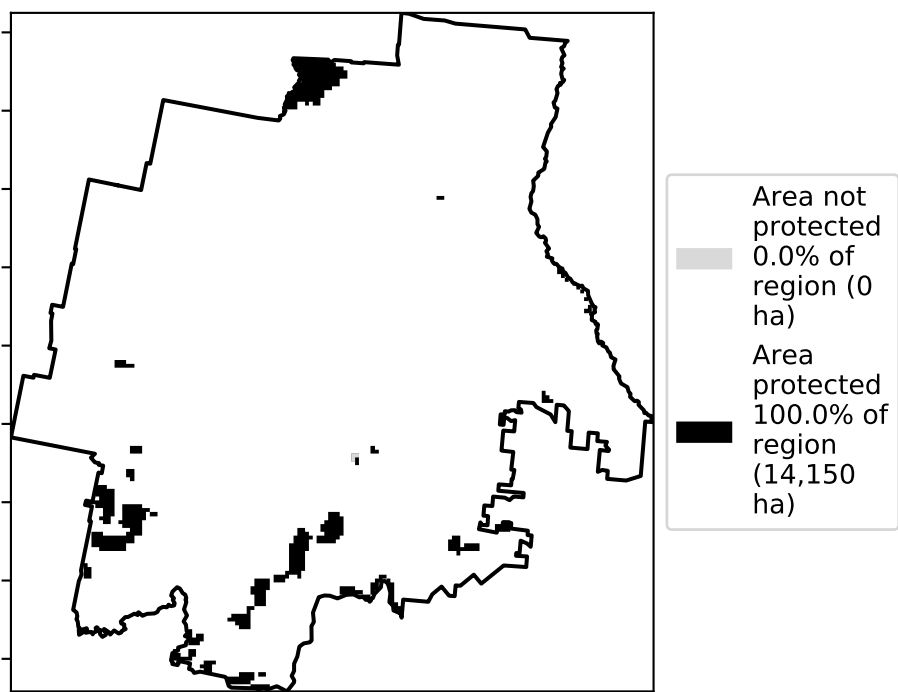 Area not
protected
0.0% of
region (0
ha)
Area
protected
100.0% of
region
(14,150
ha)